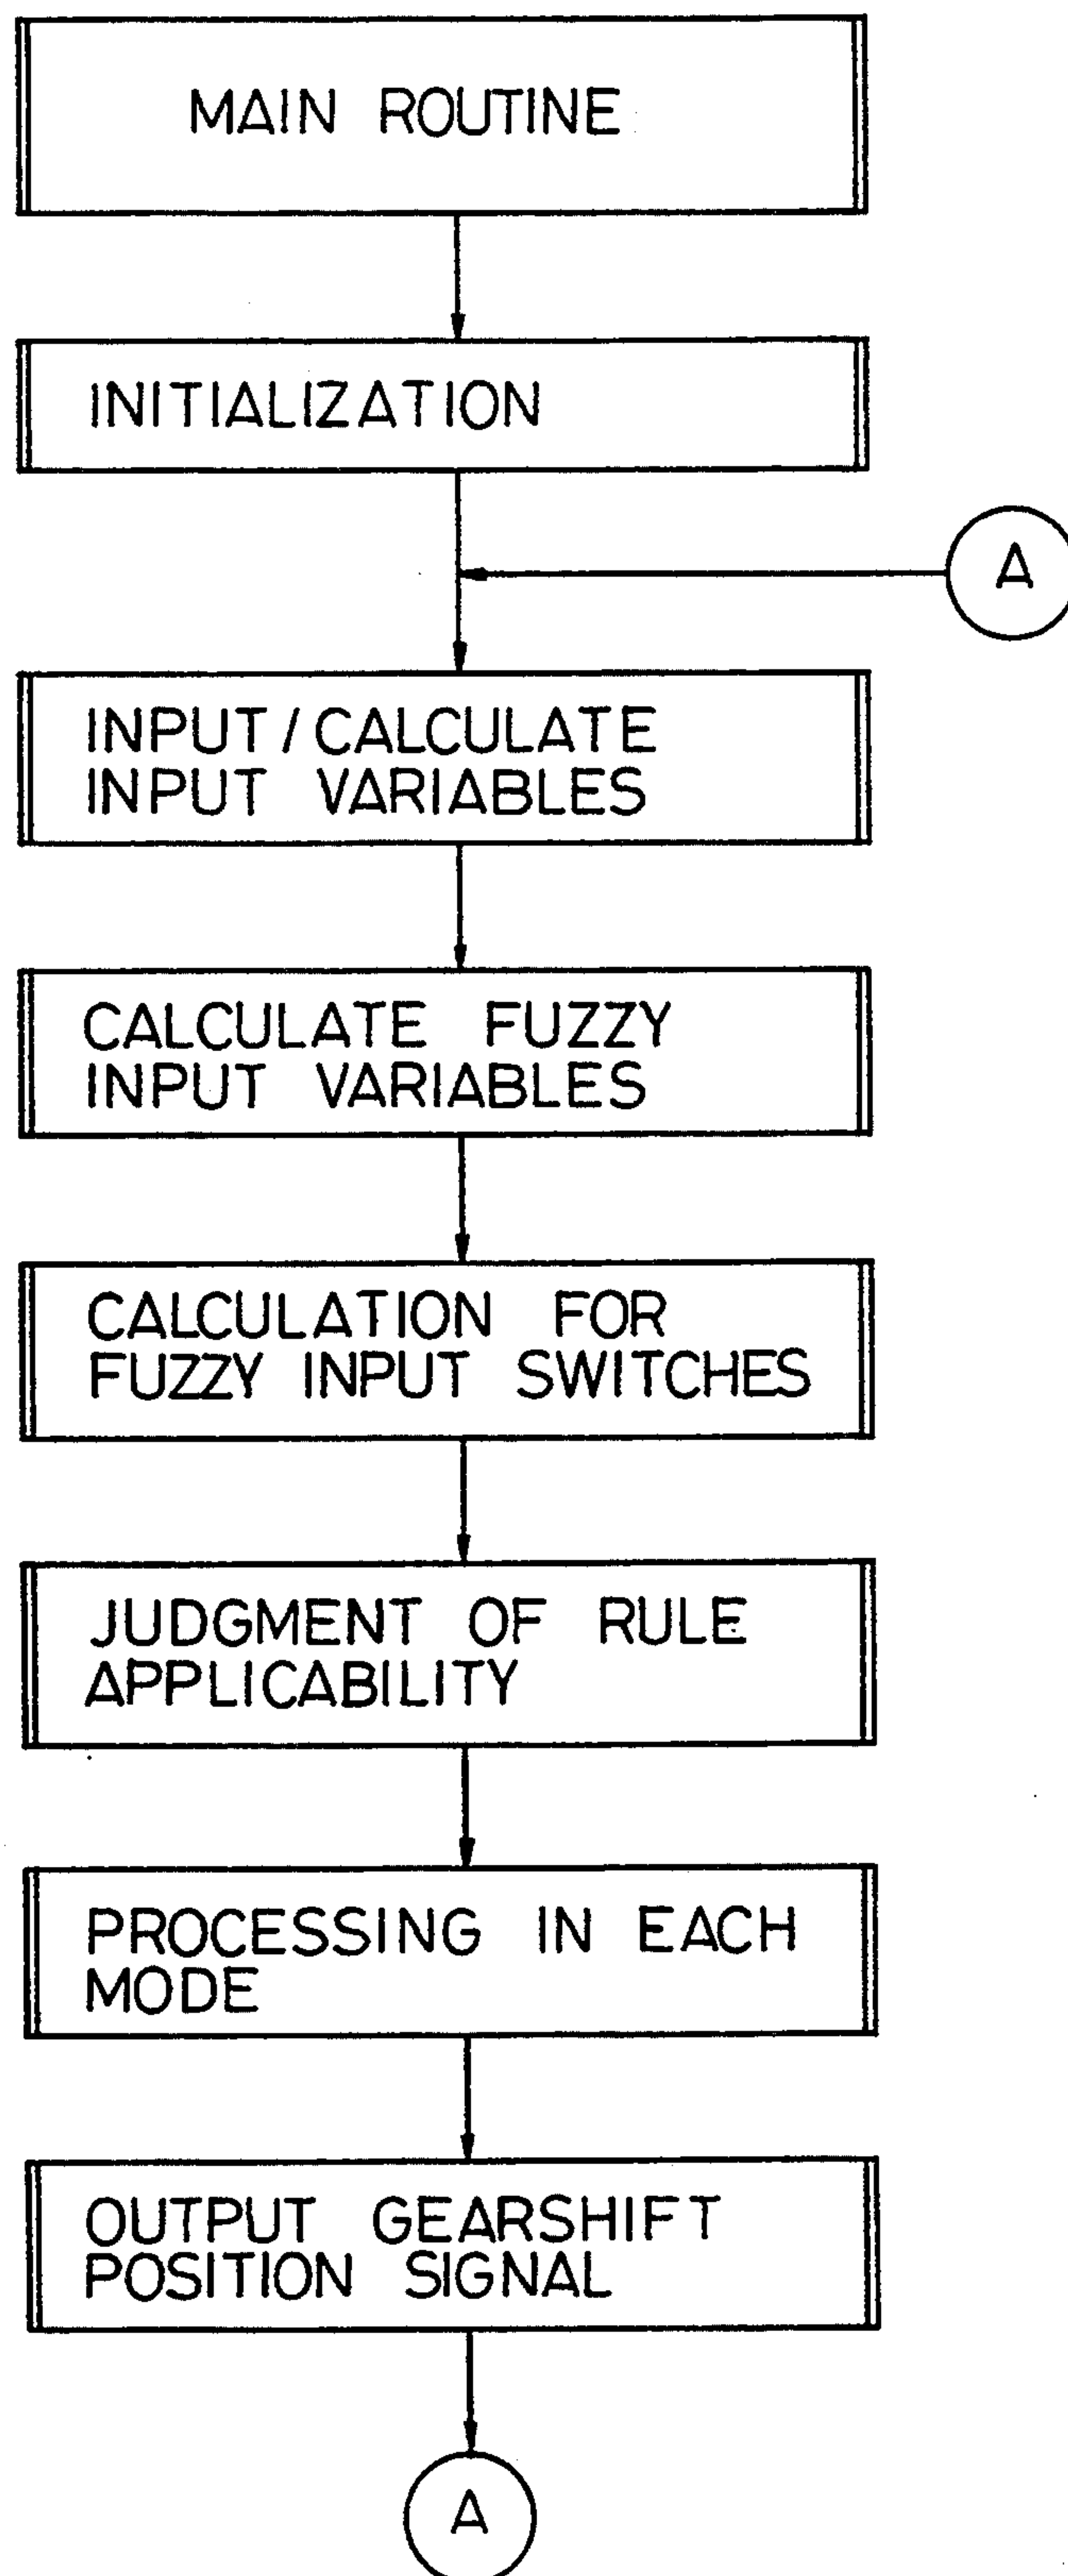 MAIN ROUTINE
INITIALIZATION
A
INPUT / CALCULATE
INPUT VARIABLES
CALCULATE FUZZY
INPUT VARIABLES
CALCULATION FOR
FUZZY INPUT SWITCHES
JUDGMENT OF RULE
APPLICABILITY
PROCESSING IN EACH
MODE
OUTPUT GEARSHIFT
POSITION SIGNAL
A